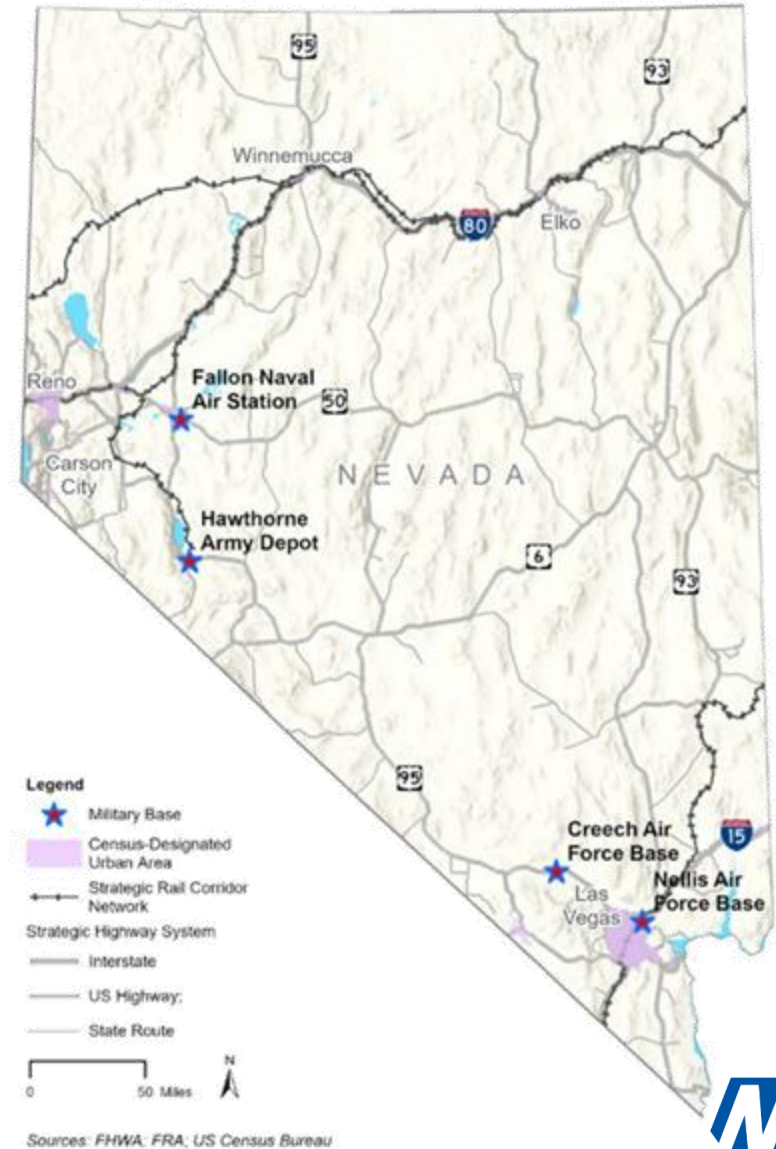 95
93
Winnemucca
80
Elko
Reno
Fallon Naval
Air Station
50
Carson
City
NEVADA
Hawthorne
Army Depot
6
93
95
Legend
Military Base
Census-Designated
Urban Area
Strategic Rail Corridor
Network
Strategic Highway System
Interstate
US Highway:
State Route
0 50 Miles
N
Sources: FHWA; FRA; US Census Bureau
Creech Air
Force Base
15
Las
Vegas
Nellis Air
Force Base